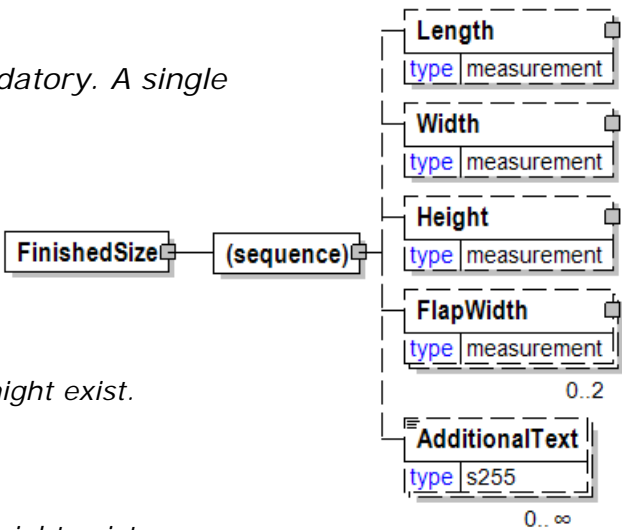 Length
type measurement
datory. A single
Width
type measurement
Height
type measurement
FinishedSize
(sequence)
FlapWidth
type measurement
0..2
ight exist.
AdditionalText
type s255
0.. ∞